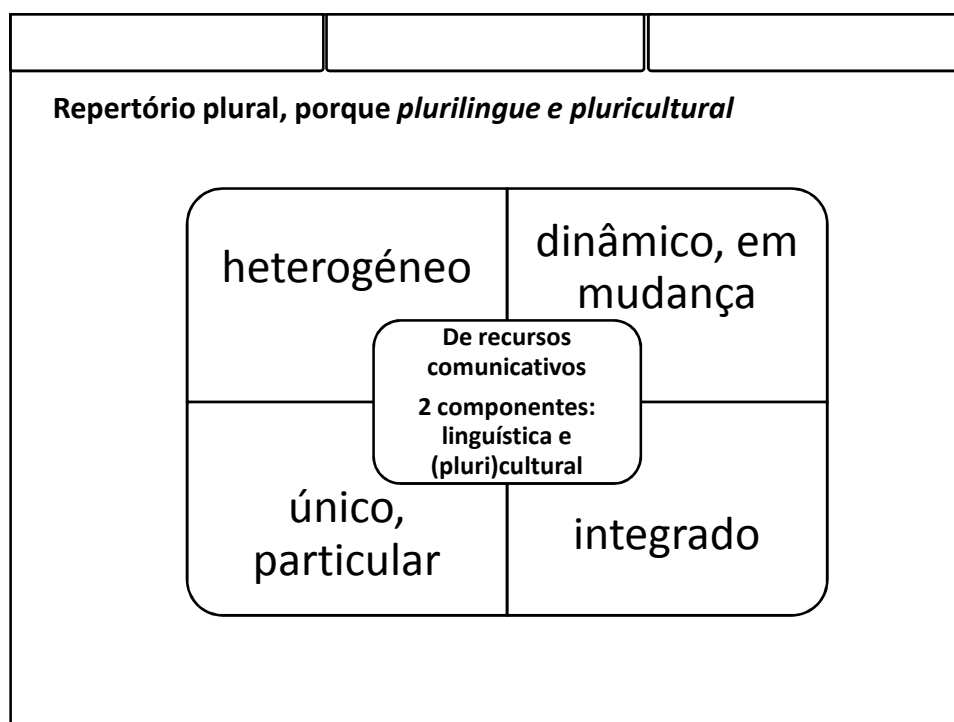 Repertório plural, porque plurilingue e pluricultural
heterogéneo
dinâmico, em
mudança
De recursos
comunicativos
2 componentes:
linguística e
(pluri)cultural
único,
particular
integrado